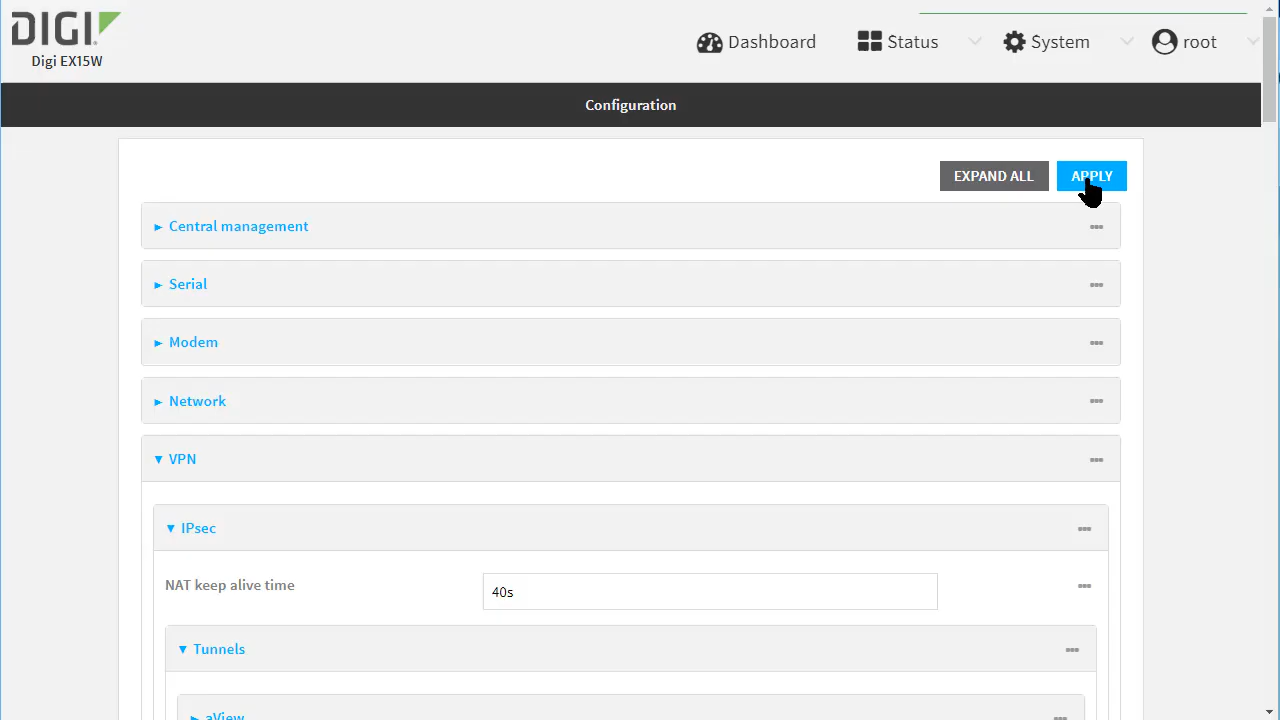 DIGI
Digi EX15W
Dashboard
Status
System
root
Configuration
EXPAND ALL
APPLY
Central management
Serial
Modem
Network
VPN
IPsec
NAT keep alive time
40s
Tunnels
aView